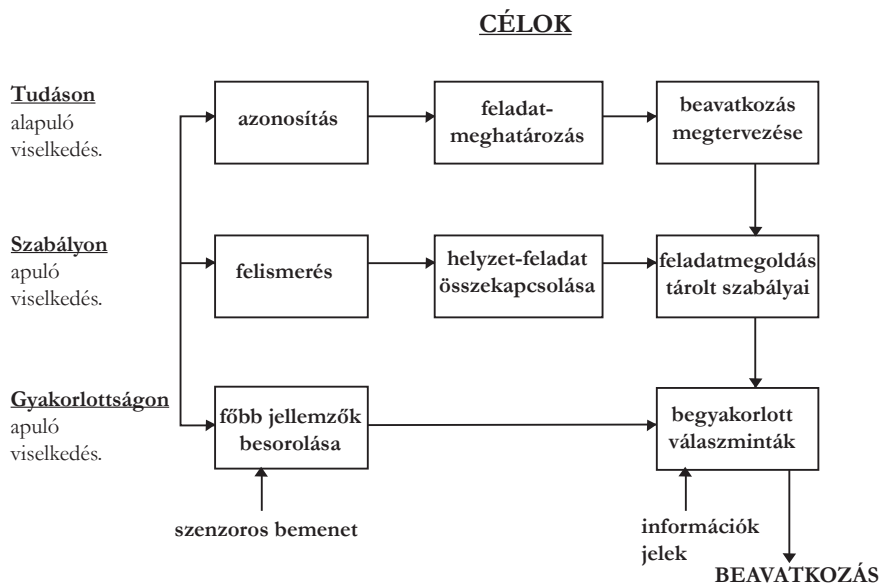 CÉLOK
Tudáson
alapuló
viselkedés.
azonosítás
feladat-
meghatározás
beavatkozás
megtervezése
Szabályon
apuló
viselkedés.
felismerés
helyzet-feladat
összekapcsolása
feladatmegoldás
tárolt szabályai
Gyakorlottságon
apuló
viselkedés.
főbb jellemzők
besorolása
begyakorlott
válaszminták
szenzoros bemenet
információk
jelek
BEAVATKOZÁS